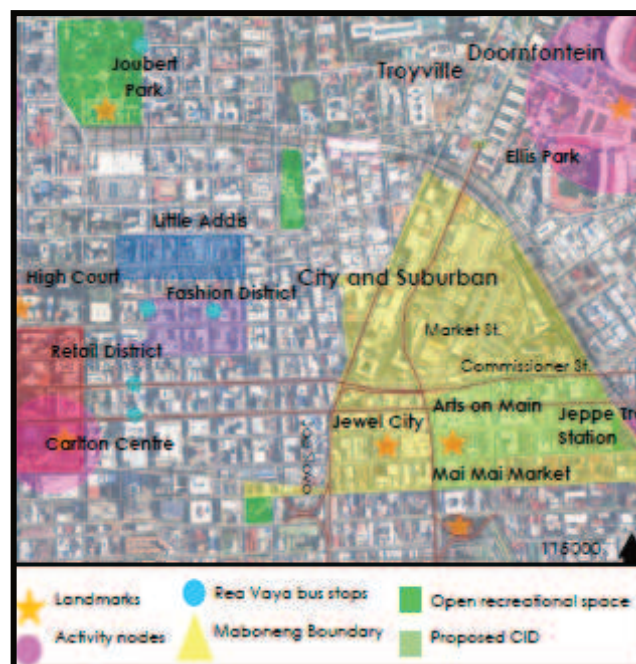 Doornfontein
Troyville
Joubert
Park
Ellis Park
Little Addis
High Court
City and Suburban
Fashion District
Market St.
Retail District
Commissioner St.
Arts on Main
Jewel City
Jeppe Tr
Station
Carlton Centre
Mai Mai Market
Landmarks
Rea Vaya bus stops
Open recreational space
Activity nodes
Maboneng Boundary
Proposed CID